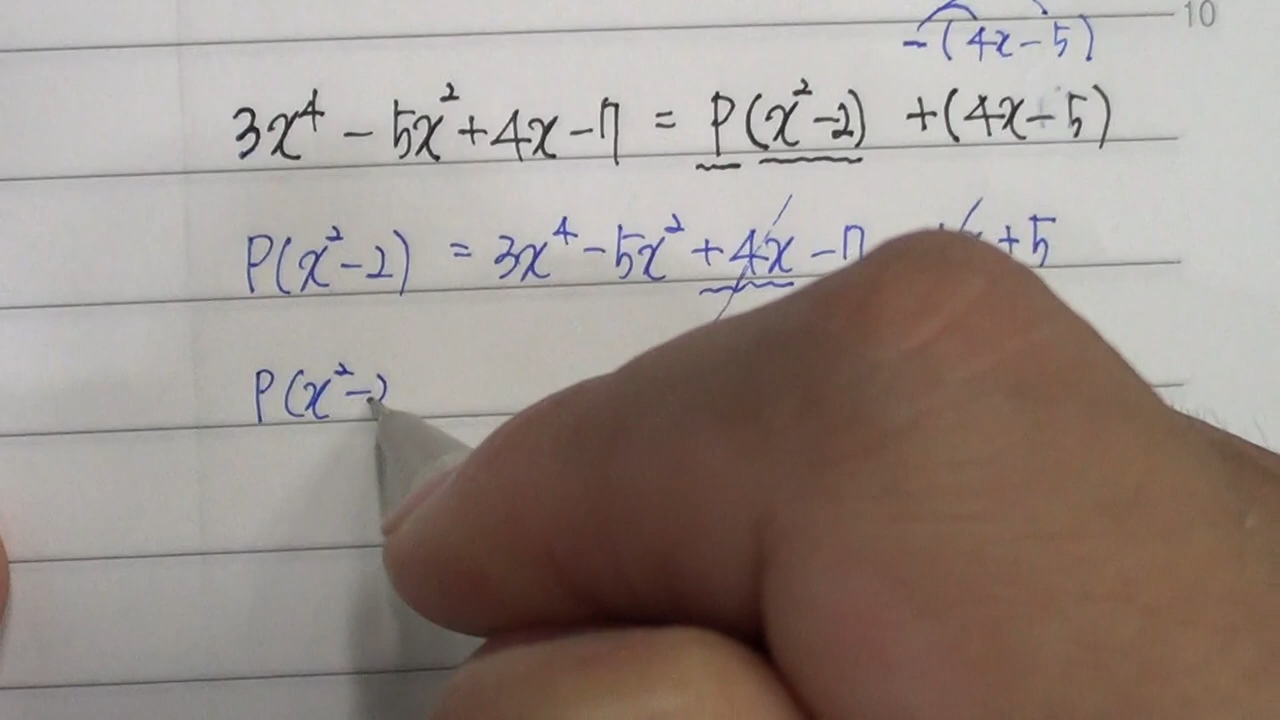 10
-(4x-5)
3x⁴ - 5x² + 4x - 7 = P(x²-2) + (4x-5)
P(x²-2) = 3x⁴ - 5x² + 4x - 7 + 5
P(x²-2